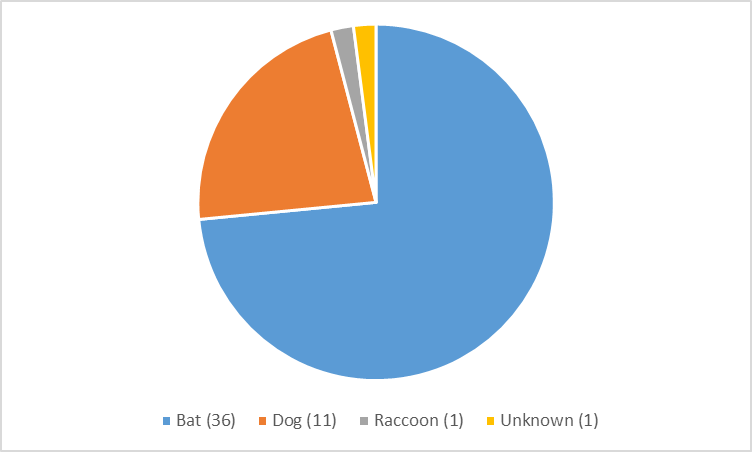 Bat (36) Dog (11) Raccoon (1) Unknown (1)